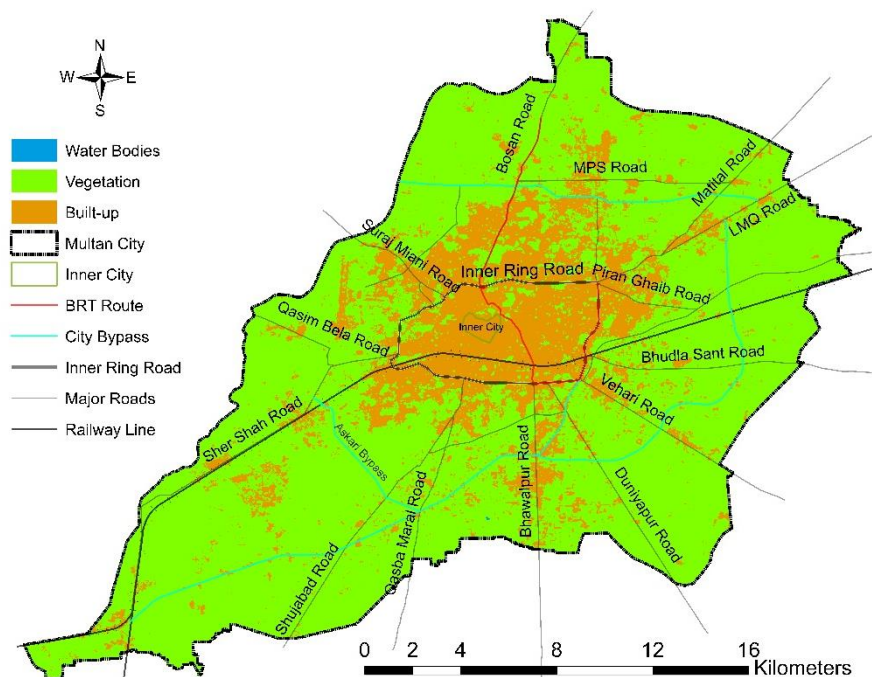 N
W E
S
Water Bodies
Vegetation
Built-up
Multan City
Inner City
BRT Route
City Bypass
Inner Ring Road
Major Roads
Railway Line
Bosan Road
MPS Road
Matital Road
LMQ Road
Suraj Miani Road
Inner Ring Road
Piran Ghaib Road
Inner City
Qasim Bela Road
Bhudla Sant Road
Vehari Road
Sher Shah Road
Askari Bypass
Bhawalpur Road
Duniyapur Road
Qasba Maral Road
Shujabad Road
0 2 4 8 12 16
Kilometers